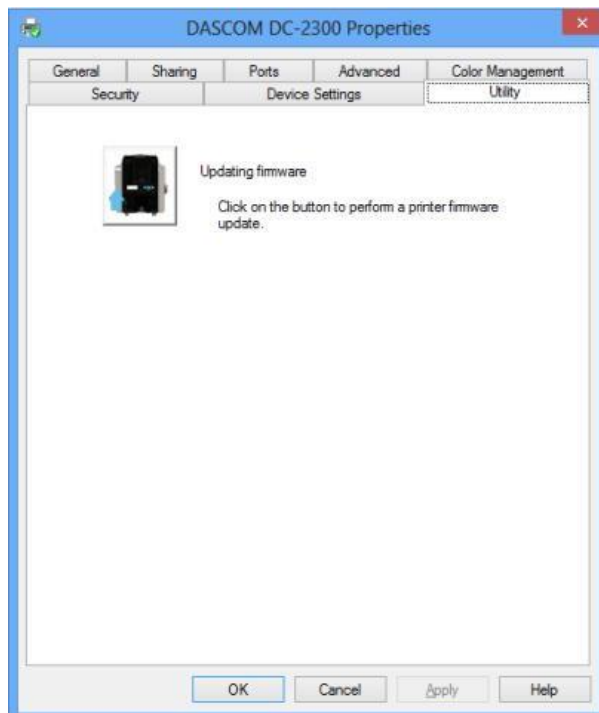 DASCOM DC-2300 Properties
General Sharing Ports Advanced Color Management
Security Device Settings Utility
Updating firmware
Click on the button to perform a printer firmware
update.
OK Cancel Apply Help